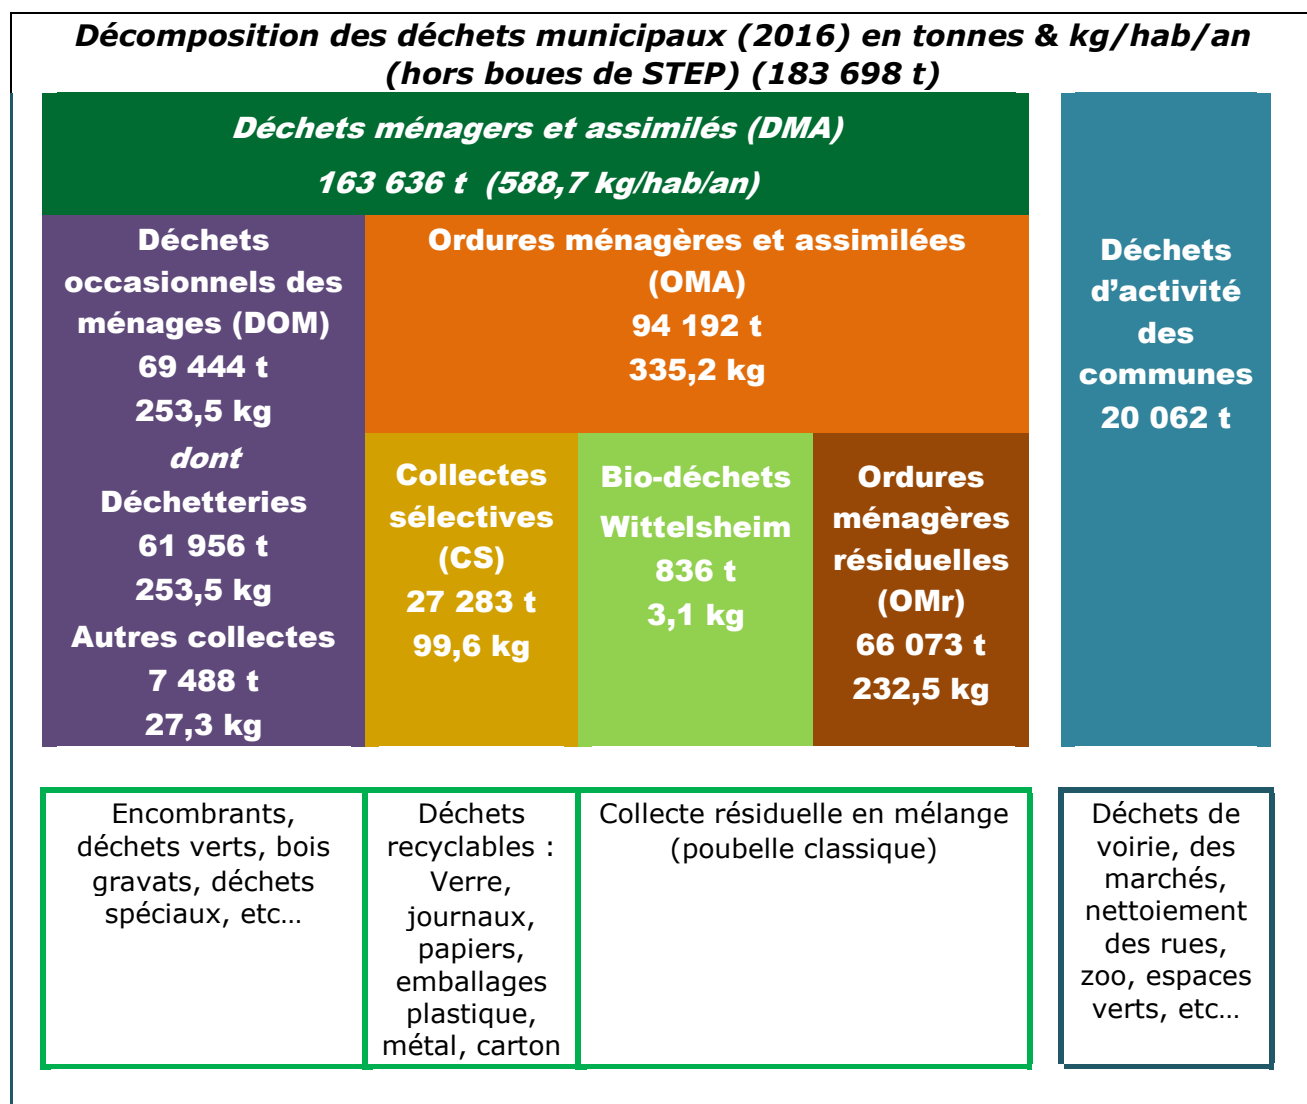 Décomposition des déchets municipaux (2016) en tonnes & kg/hab/an
(hors boues de STEP) (183 698 t)
Déchets ménagers et assimilés (DMA)
163 636 t (588,7 kg/hab/an)
Déchets
occasionnels des
ménages (DOM)
69 444 t
253,5 kg
dont
Déchetteries
61 956 t
253,5 kg
Autres collectes
7 488 t
27,3 kg
Ordures ménagères et assimilées
(OMA)
94 192 t
335,2 kg
Collectes
sélectives
(CS)
27 283 t
99,6 kg
Bio-déchets
Wittelsheim
836 t
3,1 kg
Ordures
ménagères
résiduelles
(OMr)
66 073 t
232,5 kg
Déchets
d’activité
des
communes
20 062 t
Encombrants,
déchets verts, bois
gravats, déchets
spéciaux, etc…
Déchets
recyclables :
Verre,
journaux,
papiers,
emballages
plastique,
métal, carton
Collecte résiduelle en mélange
(poubelle classique)
Déchets de
voirie, des
marchés,
nettoiement
des rues,
zoo, espaces
verts, etc…